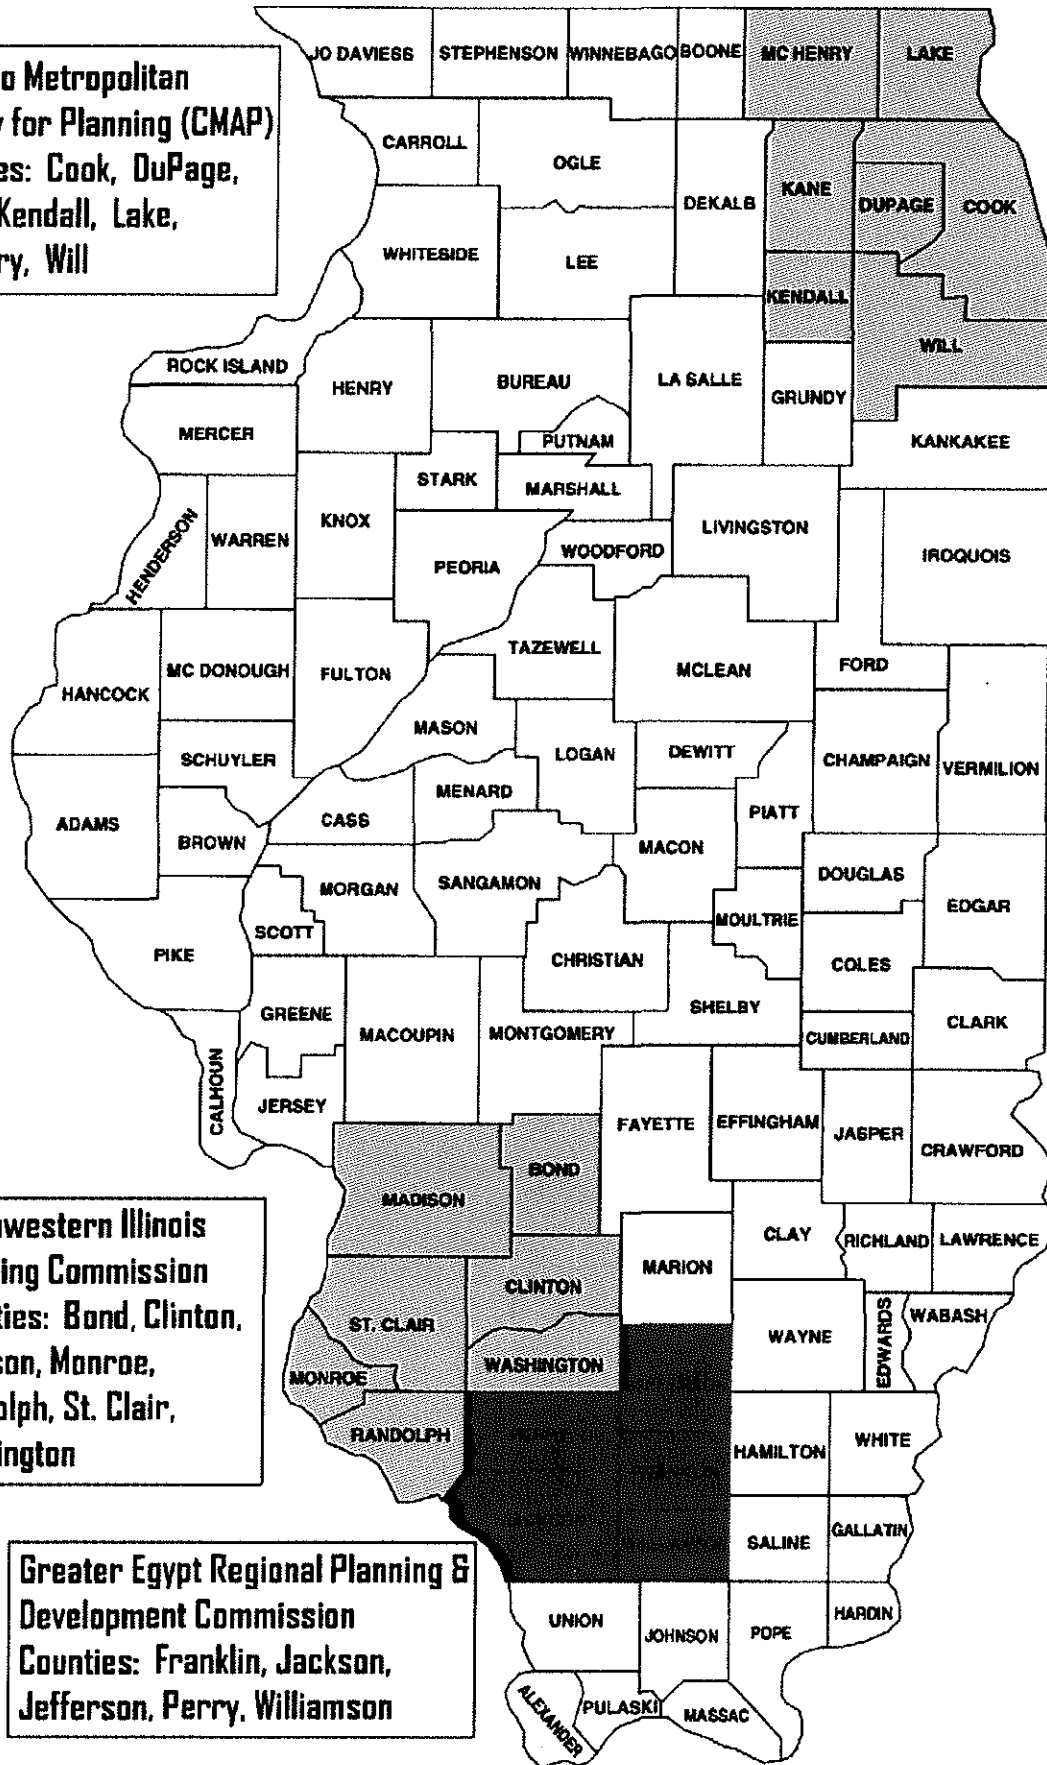 JO DAVIESS STEPHENSON WINNEBAGO BOONE MC HENRY LAKE
o Metropolitan
y for Planning (CMAP)
es: Cook, DuPage,
Kendall, Lake,
ry, Will
CARROLL OGLE DEKALB KANE DUPAGE COOK
WHITESIDE LEE KENDALL
ROCK ISLAND HENRY BUREAU LA SALLE GRUNDY WILL
MERCER PUTNAM KANKAKEE
STARK MARSHALL
HENDERSON WARREN KNOX PEORIA WOODFORD LIVINGSTON IROQUOIS
HANCOCK MC DONOUGH FULTON TAZEWELL MCLEAN FORD
MASON
SCHUYLER LOGAN DEWITT CHAMPAIGN VERMILION
MENARD
ADAMS BROWN CASS MACON PIATT
MORGAN SANGAMON DOUGLAS EDGAR
PIKE SCOTT CHRISTIAN MOULTRIE COLES
GREENE MACOUPIN MONTGOMERY SHELBY CUMBERLAND CLARK
CALHOUN JERSEY FAYETTE EFFINGHAM JASPER CRAWFORD
MADISON BOND
CLAY RICHLAND LAWRENCE
MARION
hwestern Illinois
ing Commission
ties: Bond, Clinton,
son, Monroe,
olph, St. Clair,
ington
CLINTON
ST. CLAIR WAYNE EDWARDS WABASH
MONROE WASHINGTON
RANDOLPH HAMILTON WHITE
SALINE GALLATIN
Greater Egypt Regional Planning &
Development Commission
Counties: Franklin, Jackson,
Jefferson, Perry, Williamson
UNION JOHNSON POPE HARDIN
ALEXANDER PULASKI MASSAC